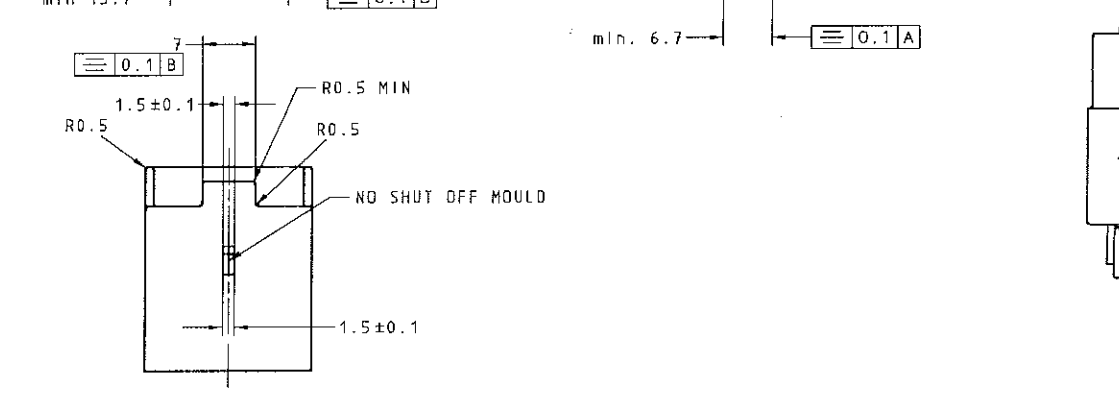 min. 6.7 0.1 A
7
0.1 B
R0.5 MIN
1.5±0.1
R0.5
R0.5
NO SHUT OFF MOULD
1.5±0.1